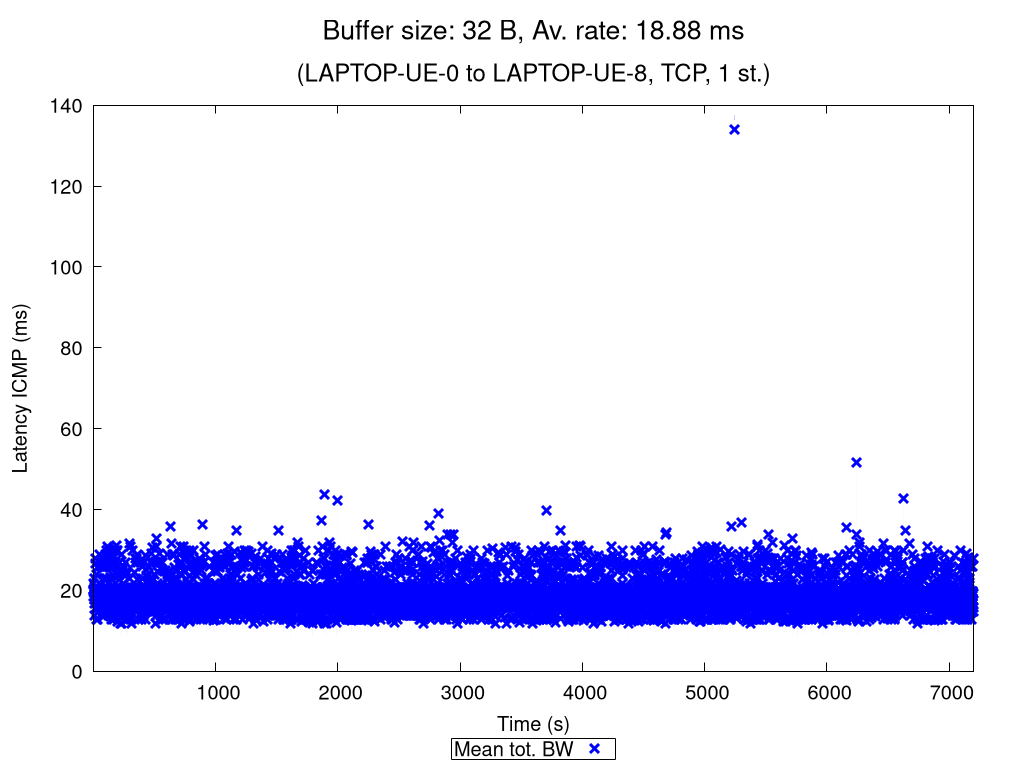 Buffer size: 32 B, Av. rate: 18.88 ms
(LAPTOP-UE-0 to LAPTOP-UE-8, TCP, 1 st.)
140
120
100
80
60
40
20
0
Latency ICMP (ms)
1000 2000 3000 4000 5000 6000 7000
Time (s)
Mean tot. BW